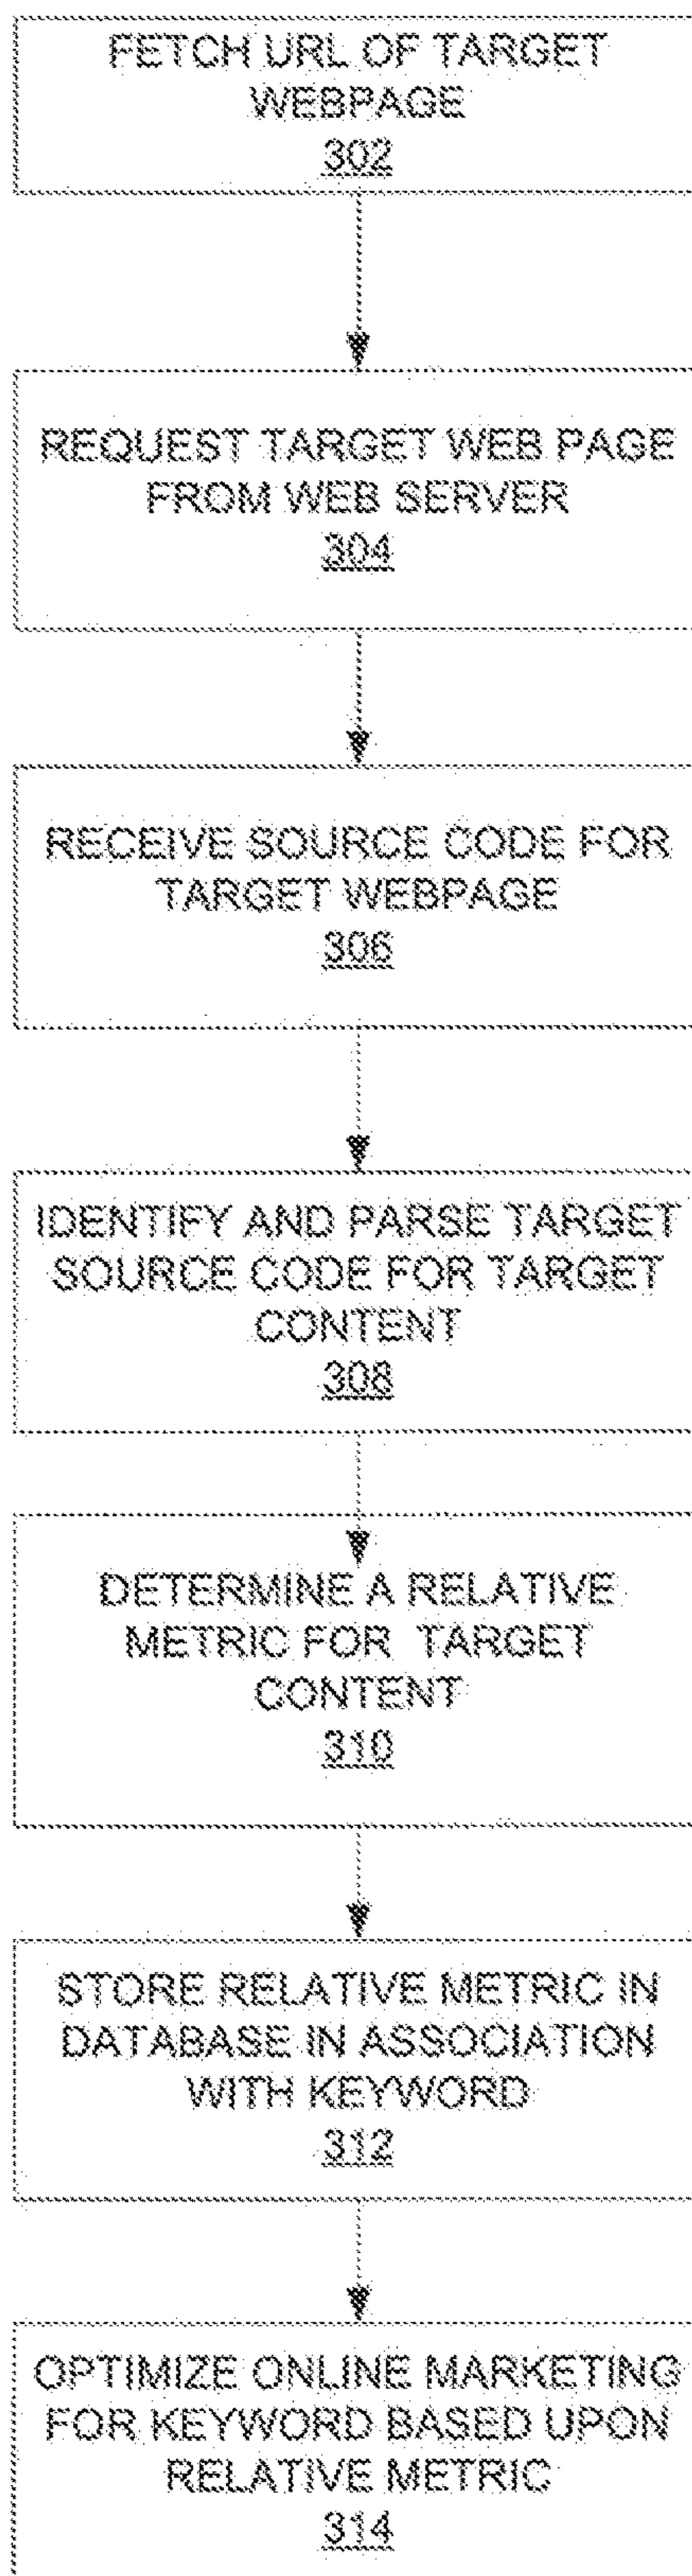 FETCH URL OF TARGET
WEBPAGE
302
REQUEST TARGET WEB PAGE
FROM WEB SERVER
304
RECEIVE SOURCE CODE FOR
TARGET WEBPAGE
306
IDENTIFY AND PARSE TARGET
SOURCE CODE FOR TARGET
CONTENT
308
DETERMINE A RELATIVE
METRIC FOR TARGET
CONTENT
310
STORE RELATIVE METRIC IN
DATABASE IN ASSOCIATION
WITH KEYWORD
312
OPTIMIZE ONLINE MARKETING
FOR KEYWORD BASED UPON
RELATIVE METRIC
314